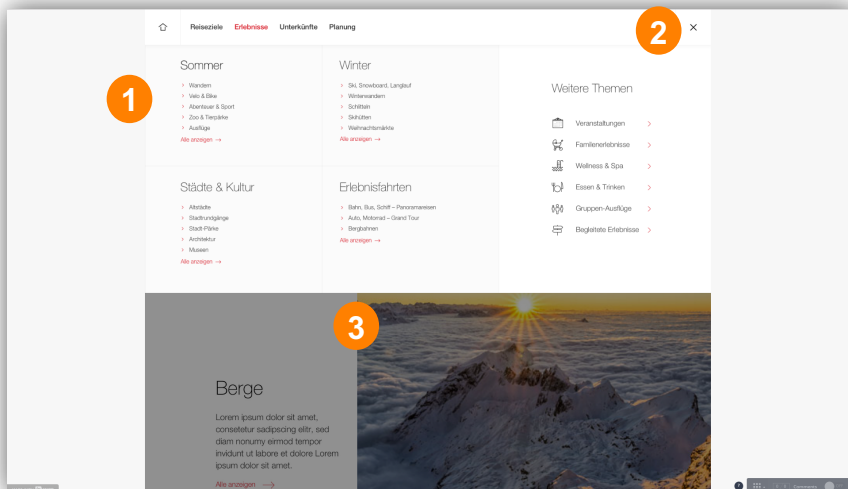 Reiseziele Erlebnisse Unterkünfte Planung
2
1
Sommer
Wandern
Velo & Bike
Abenteuer & Sport
Zoo & Tierpärke
Ausflüge
Alle anzeigen →
Winter
Ski, Snowboard, Langlauf
Winterwandern
Schlitteln
Skihütten
Weihnachtsmärkte
Alle anzeigen →
Weitere Themen
Veranstaltungen
Familienerlebnisse
Wellness & Spa
Essen & Trinken
Gruppen-Ausflüge
Begleitete Erlebnisse
Städte & Kultur
Altstädte
Stadtrundgänge
Stadt-Pärke
Architektur
Museen
Alle anzeigen →
Erlebnisfahrten
Bahn, Bus, Schiff – Panoramareisen
Auto, Motorrad – Grand Tour
Bergbahnen
Alle anzeigen →
3
Berge
Lorem ipsum dolor sit amet,
consetetur sadipscing elitr, sed
diam nonumy eirmod tempor
invidunt ut labore et dolore Lorem
ipsum dolor sit amet.
Alle anzeigen →
Comments